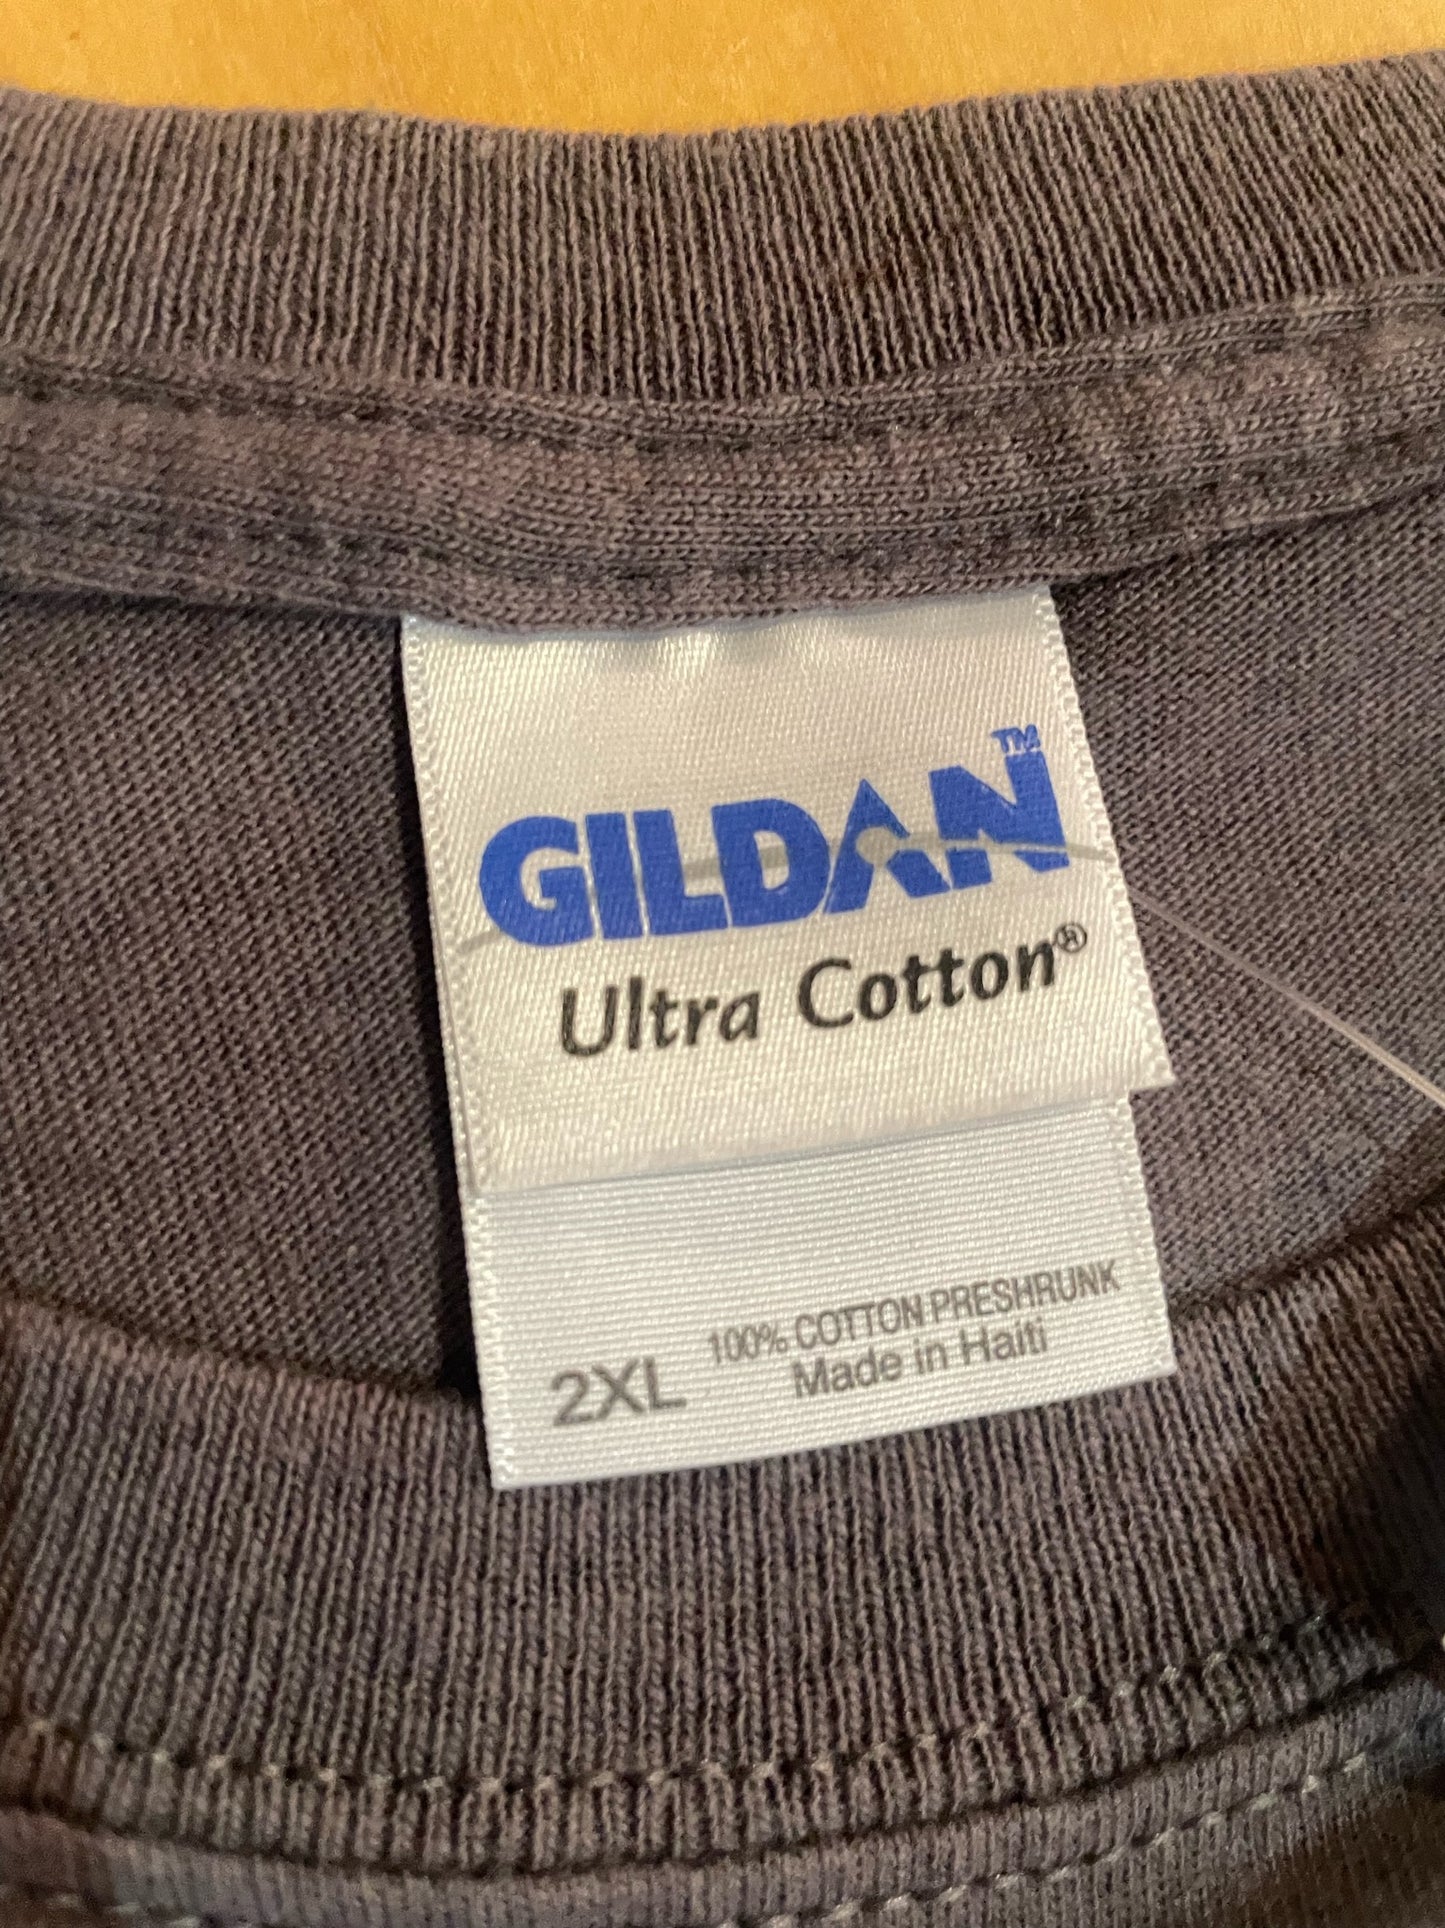 GILDAN™
Ultra Cotton®
100% COTTON PRESHRUNK
2XL Made in Haiti